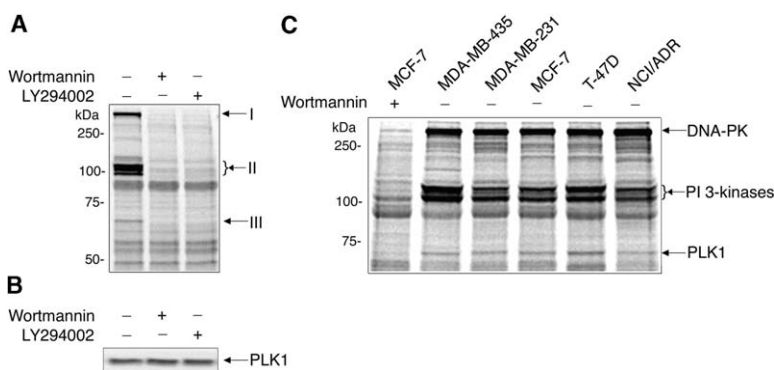 A
Wortmannin – + –
LY294002 – – +
kDa
250-
100-
75-
50-
I
II
III
B
Wortmannin – + –
LY294002 – – +
PLK1
C
MCF-7 MDA-MB-435 MDA-MB-231 MCF-7 T-47D NCI/ADR
Wortmannin + – – – – –
kDa
250-
100-
75-
DNA-PK
PI 3-kinases
PLK1